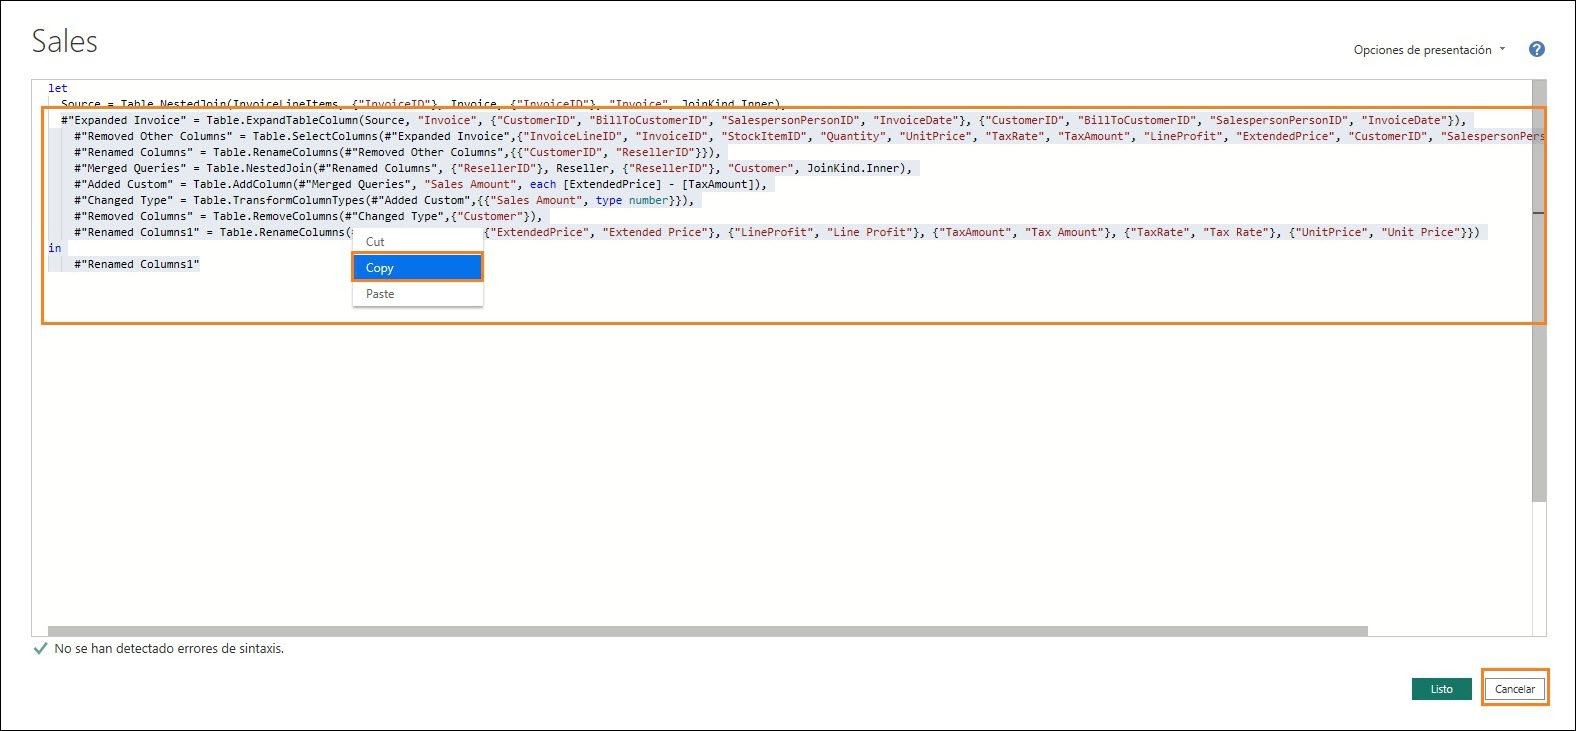 Sales
Opciones de presentación
?
let
Source = Table.NestedJoin(InvoiceLineItems, {"InvoiceID"}, Invoice, {"InvoiceID"}, "Invoice", JoinKind.Inner),
#"Expanded Invoice" = Table.ExpandTableColumn(Source, "Invoice", {"CustomerID", "BillToCustomerID", "SalespersonPersonID", "InvoiceDate"}, {"CustomerID", "BillToCustomerID", "SalespersonPersonID", "InvoiceDate"}),
#"Removed Other Columns" = Table.SelectColumns(#"Expanded Invoice",{"InvoiceLineID", "InvoiceID", "StockItemID", "Quantity", "UnitPrice", "TaxRate", "TaxAmount", "LineProfit", "ExtendedPrice", "CustomerID", "SalespersonPers
#"Renamed Columns" = Table.RenameColumns(#"Removed Other Columns",{{"CustomerID", "ResellerID"}}),
#"Merged Queries" = Table.NestedJoin(#"Renamed Columns", {"ResellerID"}, Reseller, {"ResellerID"}, "Customer", JoinKind.Inner),
#"Added Custom" = Table.AddColumn(#"Merged Queries", "Sales Amount", each [ExtendedPrice] - [TaxAmount]),
#"Changed Type" = Table.TransformColumnTypes(#"Added Custom",{{"Sales Amount", type number}}),
#"Removed Columns" = Table.RemoveColumns(#"Changed Type",{"Customer"}),
#"Renamed Columns1" = Table.RenameColumns( {"ExtendedPrice", "Extended Price"}, {"LineProfit", "Line Profit"}, {"TaxAmount", "Tax Amount"}, {"TaxRate", "Tax Rate"}, {"UnitPrice", "Unit Price"}})
in
#"Renamed Columns1"
Cut
Copy
Paste
No se han detectado errores de sintaxis.
Listo
Cancelar